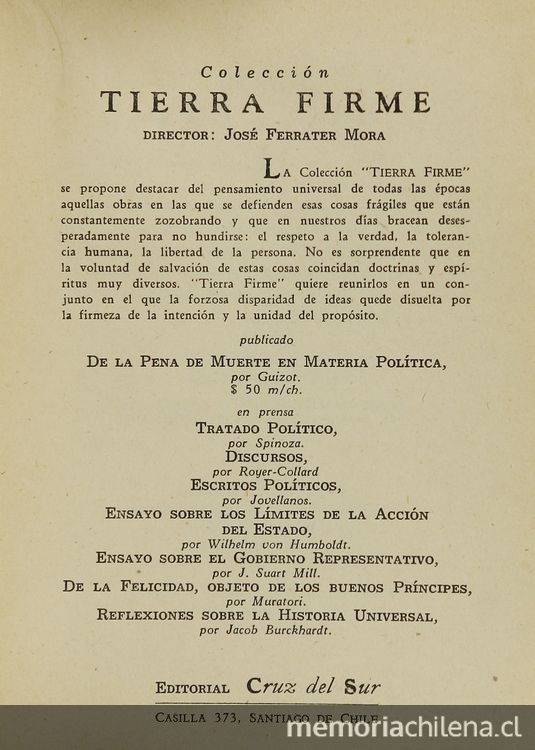 Colección
TIERRA FIRME
DIRECTOR: JOSÉ FERRATER MORA
LA Colección "TIERRA FIRME"
se propone destacar del pensamiento universal de todas las épocas
aquellas obras en las que se defienden esas cosas frágiles que están
constantemente zozobrando y que en nuestros días bracean deses-
peradamente para no hundirse: el respeto a la verdad, la toleran-
cia humana, la libertad de la persona. No es sorprendente que en
la voluntad de salvación de estas cosas coincidan doctrinas y espí-
ritus muy diversos. "Tierra Firme" quiere reunirlos en un con-
junto en el que la forzosa disparidad de ideas quede disuelta por
la firmeza de la intención y la unidad del propósito.
publicado
DE LA PENA DE MUERTE EN MATERIA POLÍTICA,
por Guizot.
$ 50 m/ch.
en prensa
TRATADO POLÍTICO,
por Spinoza.
DISCURSOS,
por Royer-Collard
ESCRITOS POLÍTICOS,
por Jovellanos.
ENSAYO SOBRE LOS LÍMITES DE LA ACCIÓN
DEL ESTADO,
por Wilhelm von Humboldt.
ENSAYO SOBRE EL GOBIERNO REPRESENTATIVO,
por J. Suart Mill.
DE LA FELICIDAD, OBJETO DE LOS BUENOS PRÍNCIPES,
por Muratori.
REFLEXIONES SOBRE LA HISTORIA UNIVERSAL,
por Jacob Burckhardt.
EDITORIAL Cruz del Sur
CASILLA 373, SANTIAGO DE CHILE
memoriachilena.cl